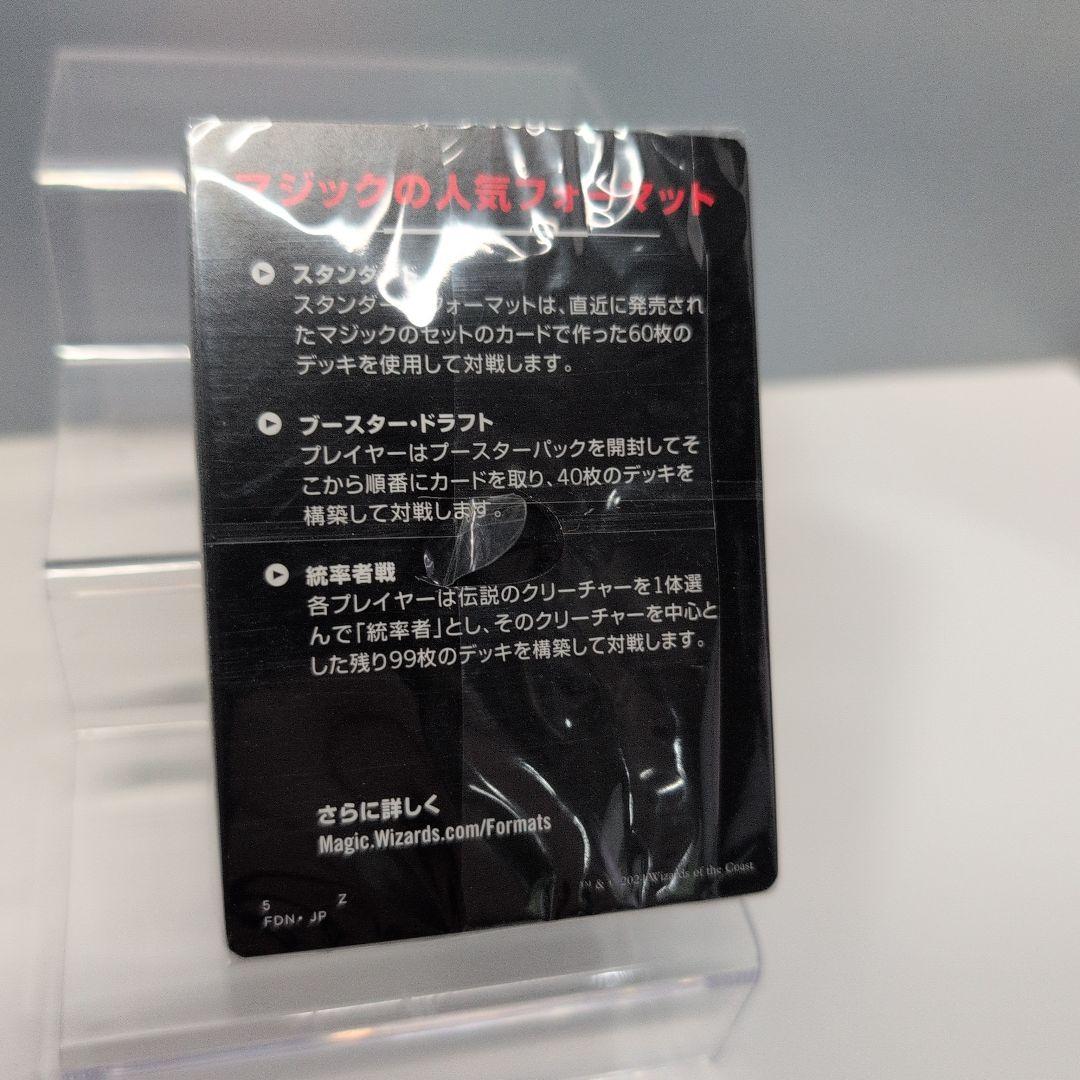 マジックの人気フォーマット
スタンダード
スタンダードフォーマットは、直近に発売され
たマジックのセットのカードで作った60枚の
デッキを使用して対戦します。
ブースター・ドラフト
プレイヤーはブースターパックを開封してそ
こから順番にカードを取り、40枚のデッキを
構築して対戦します。
統率者戦
各プレイヤーは伝説のクリーチャーを1体選
んで「統率者」とし、そのクリーチャーを中心と
した残り99枚のデッキを構築して対戦します。
さらに詳しく
Magic.Wizards.com/Formats
5 Z
FDN• JP
& 2024 Wizards of the Coast